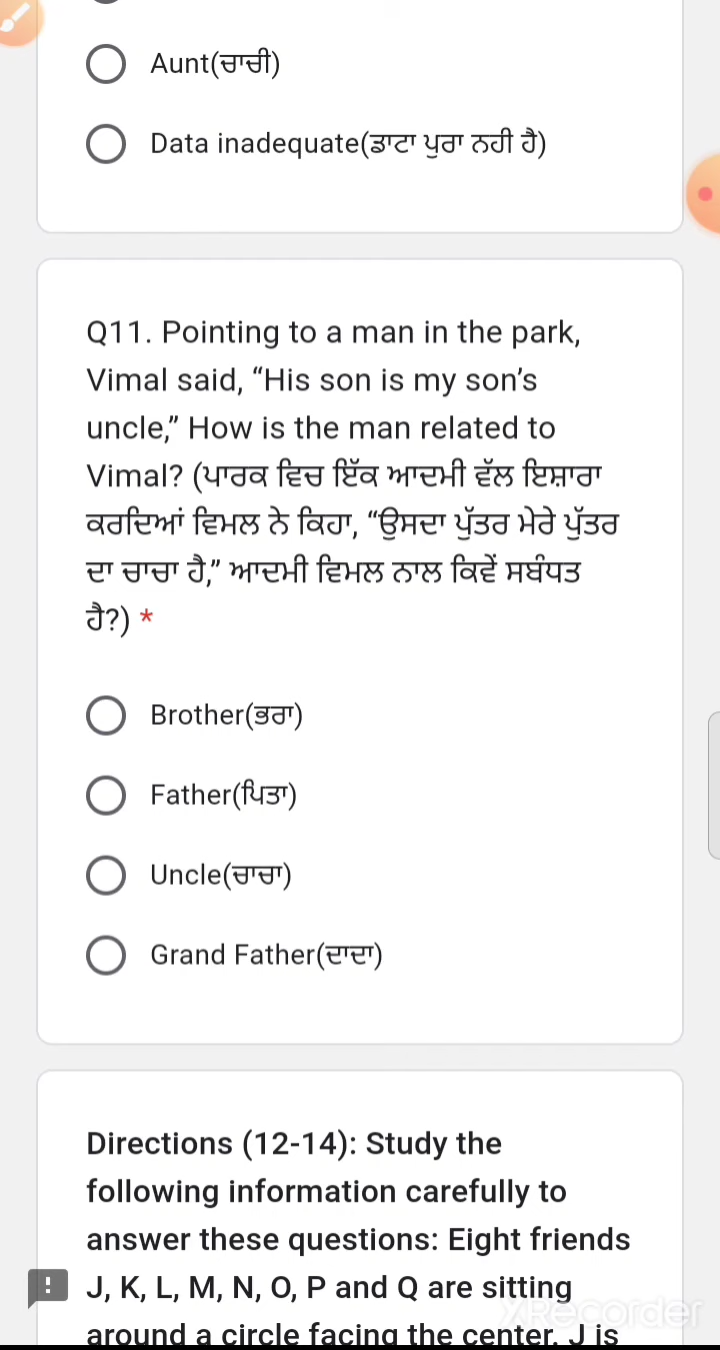 Aunt(ਚਾਚੀ)
Data inadequate(ਡਾਟਾ ਪੁਰਾ ਨਹੀ ਹੈ)
Q11. Pointing to a man in the park,
Vimal said, “His son is my son’s
uncle,” How is the man related to
Vimal? (ਪਾਰਕ ਵਿਚ ਇੱਕ ਆਦਮੀ ਵੱਲ ਇਸ਼ਾਰਾ
ਕਰਦਿਆਂ ਵਿਮਲ ਨੇ ਕਿਹਾ, “ਉਸਦਾ ਪੁੱਤਰ ਮੇਰੇ ਪੁੱਤਰ
ਦਾ ਚਾਚਾ ਹੈ,” ਆਦਮੀ ਵਿਮਲ ਨਾਲ ਕਿਵੇਂ ਸਬੰਧਤ
ਹੈ?) *
Brother(ਭਰਾ)
Father(ਪਿਤਾ)
Uncle(ਚਾਚਾ)
Grand Father(ਦਾਦਾ)
Directions (12-14): Study the
following information carefully to
answer these questions: Eight friends
J, K, L, M, N, O, P and Q are sitting
around a circle facing the center. J is
XRecorder